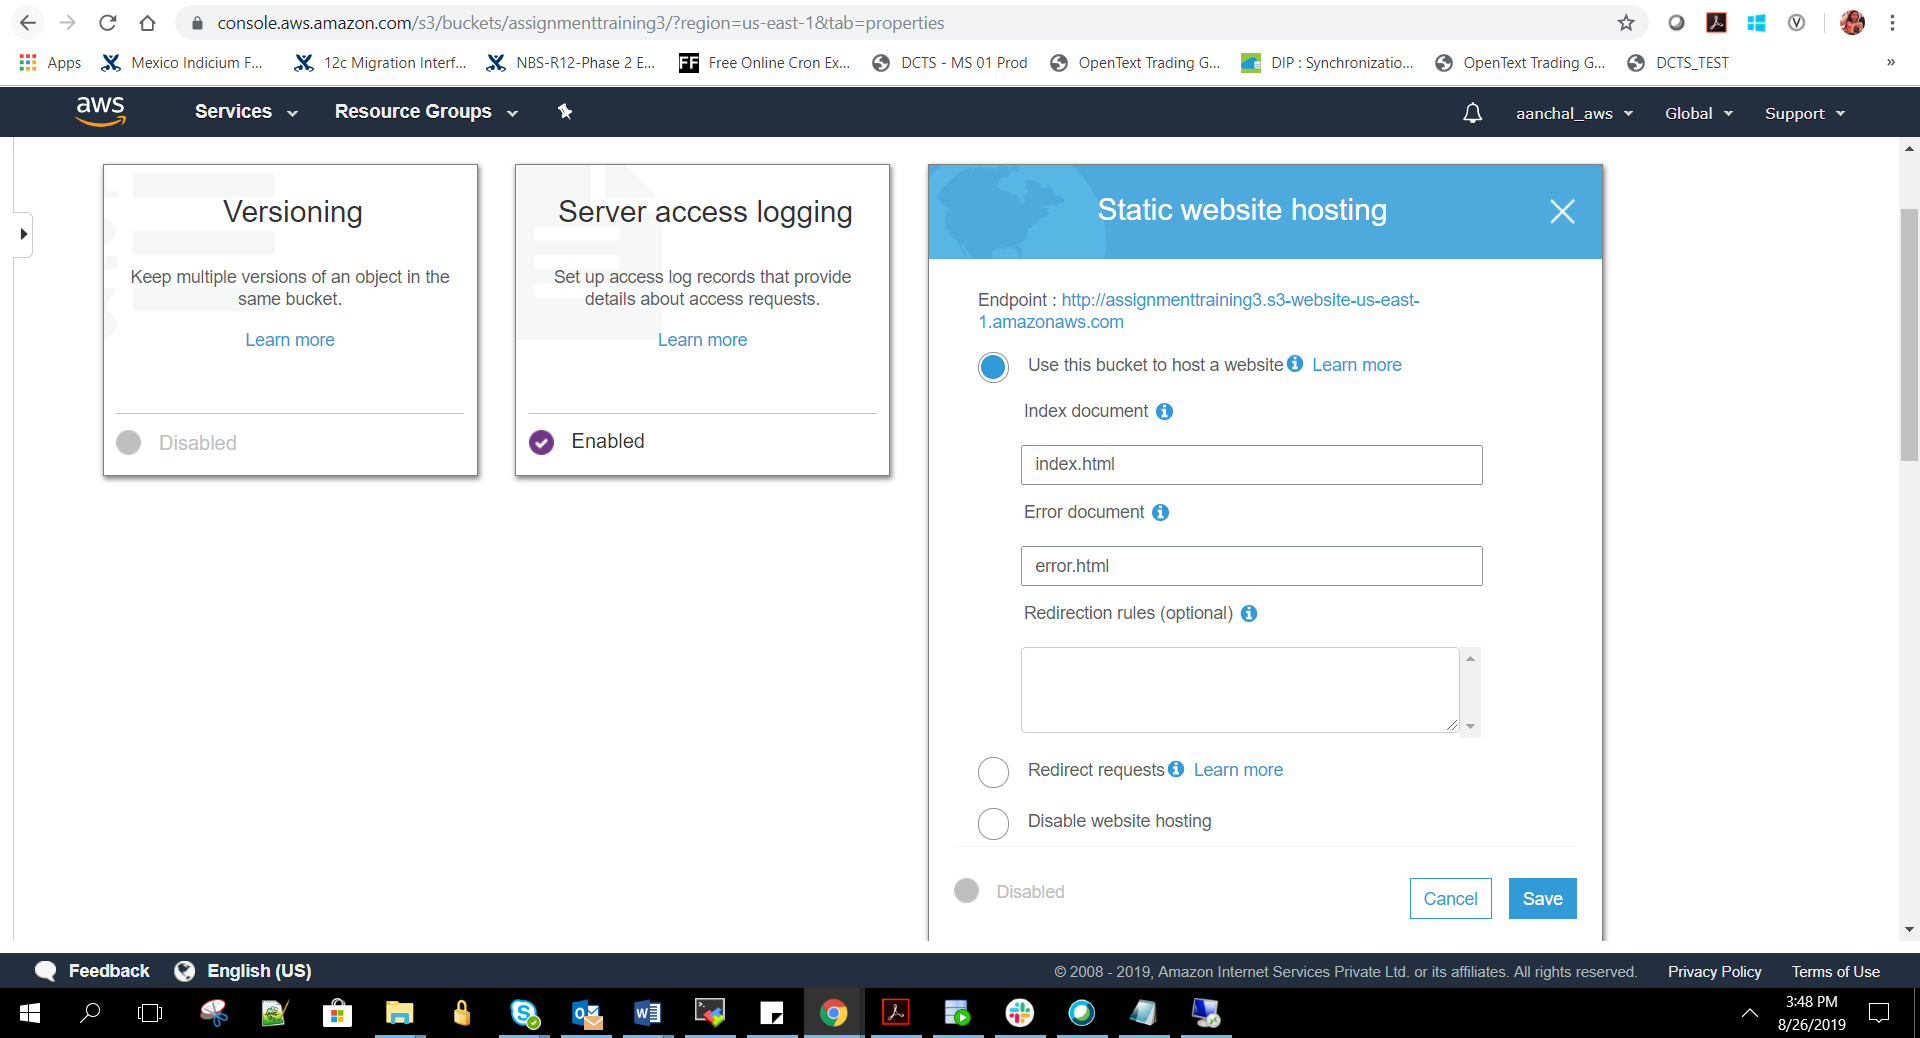 console.aws.amazon.com/s3/buckets/assignmenttraining3/?region=us-east-1&tab=properties
Apps
Mexico Indicium F...
12c Migration Interf...
NBS-R12-Phase 2 E...
FF
Free Online Cron Ex...
DCTS - MS 01 Prod
OpenText Trading G...
DIP : Synchronizatio...
OpenText Trading G...
DCTS_TEST
»
aws
Services
Resource Groups
aanchal_aws
Global
Support
Versioning
Keep multiple versions of an object in the
same bucket.
Learn more
Disabled
Server access logging
Set up access log records that provide
details about access requests.
Learn more
Enabled
Static website hosting
Endpoint : http://assignmenttraining3.s3-website-us-east-
1.amazonaws.com
Use this bucket to host a website Learn more
Index document
index.html
Error document
error.html
Redirection rules (optional)
Redirect requests Learn more
Disable website hosting
Disabled
Cancel
Save
Feedback
English (US)
© 2008 - 2019, Amazon Internet Services Private Ltd. or its affiliates. All rights reserved.
Privacy Policy
Terms of Use
3:48 PM
8/26/2019